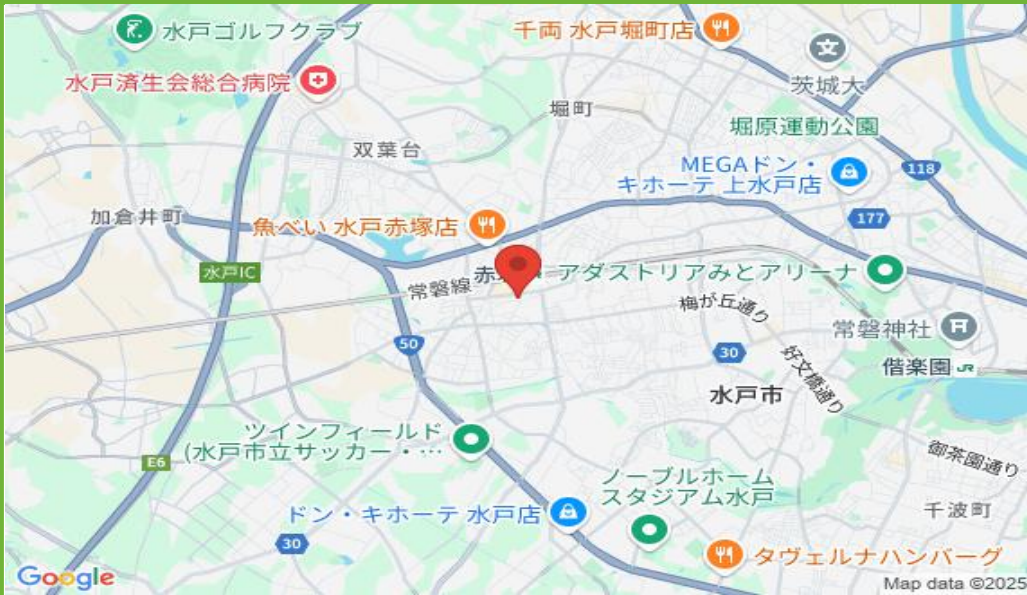 水戸ゴルフクラブ
千両 水戸堀町店
水戸済生会総合病院
茨城大
堀町
堀原運動公園
双葉台
MEGAドン・
キホーテ 上水戸店
118
加倉井町
177
魚べい 水戸赤塚店
水戸IC
常磐線
赤
アダストリアみとアリーナ
梅が丘通り
常磐神社
50
30
好文橋通り
偕楽園
JR
水戸市
ツインフィールド
(水戸市立サッカー・…
E6
御茶園通り
ノーブルホーム
スタジアム水戸
千波町
ドン・キホーテ 水戸店
30
タヴェルナハンバーグ
Google
Map data ©2025